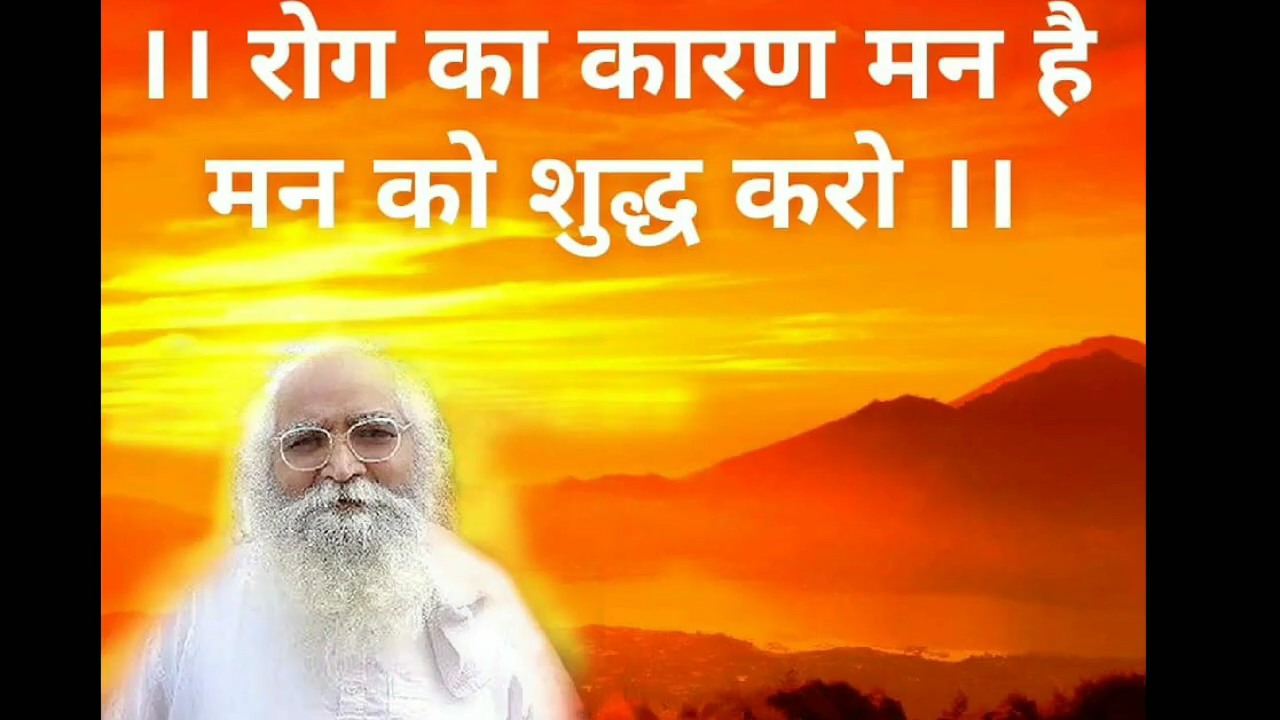 ।। रोग का कारण मन है
मन को शुद्ध करो ।।